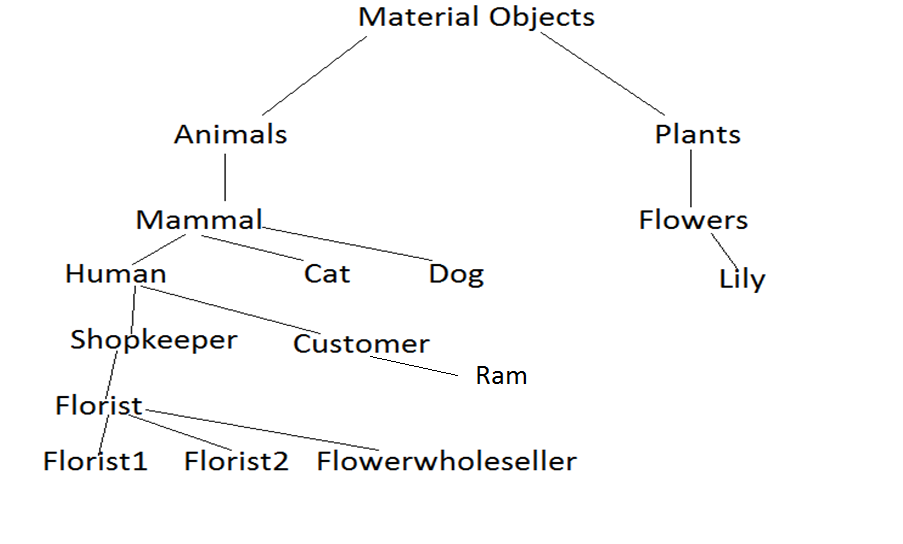 Material Objects
Animals
Plants
Mammal
Flowers
Human
Cat
Dog
Lily
Shopkeeper
Customer
Ram
Florist
Florist1
Florist2
Flowerwholeseller